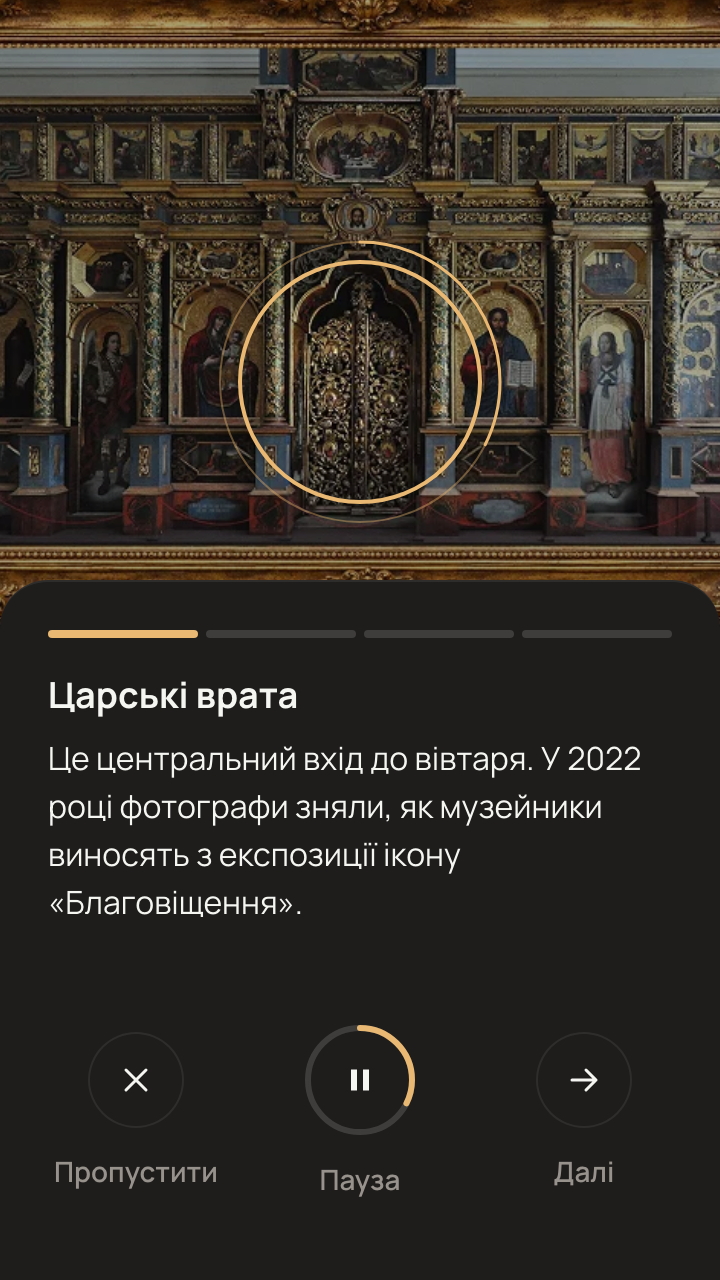 Царські врата
Це центральний вхід до вівтаря. У 2022
році фотографи зняли, як музейники
виносять з експозиції ікону
«Благовіщення».
Пропустити
Пауза
Далі